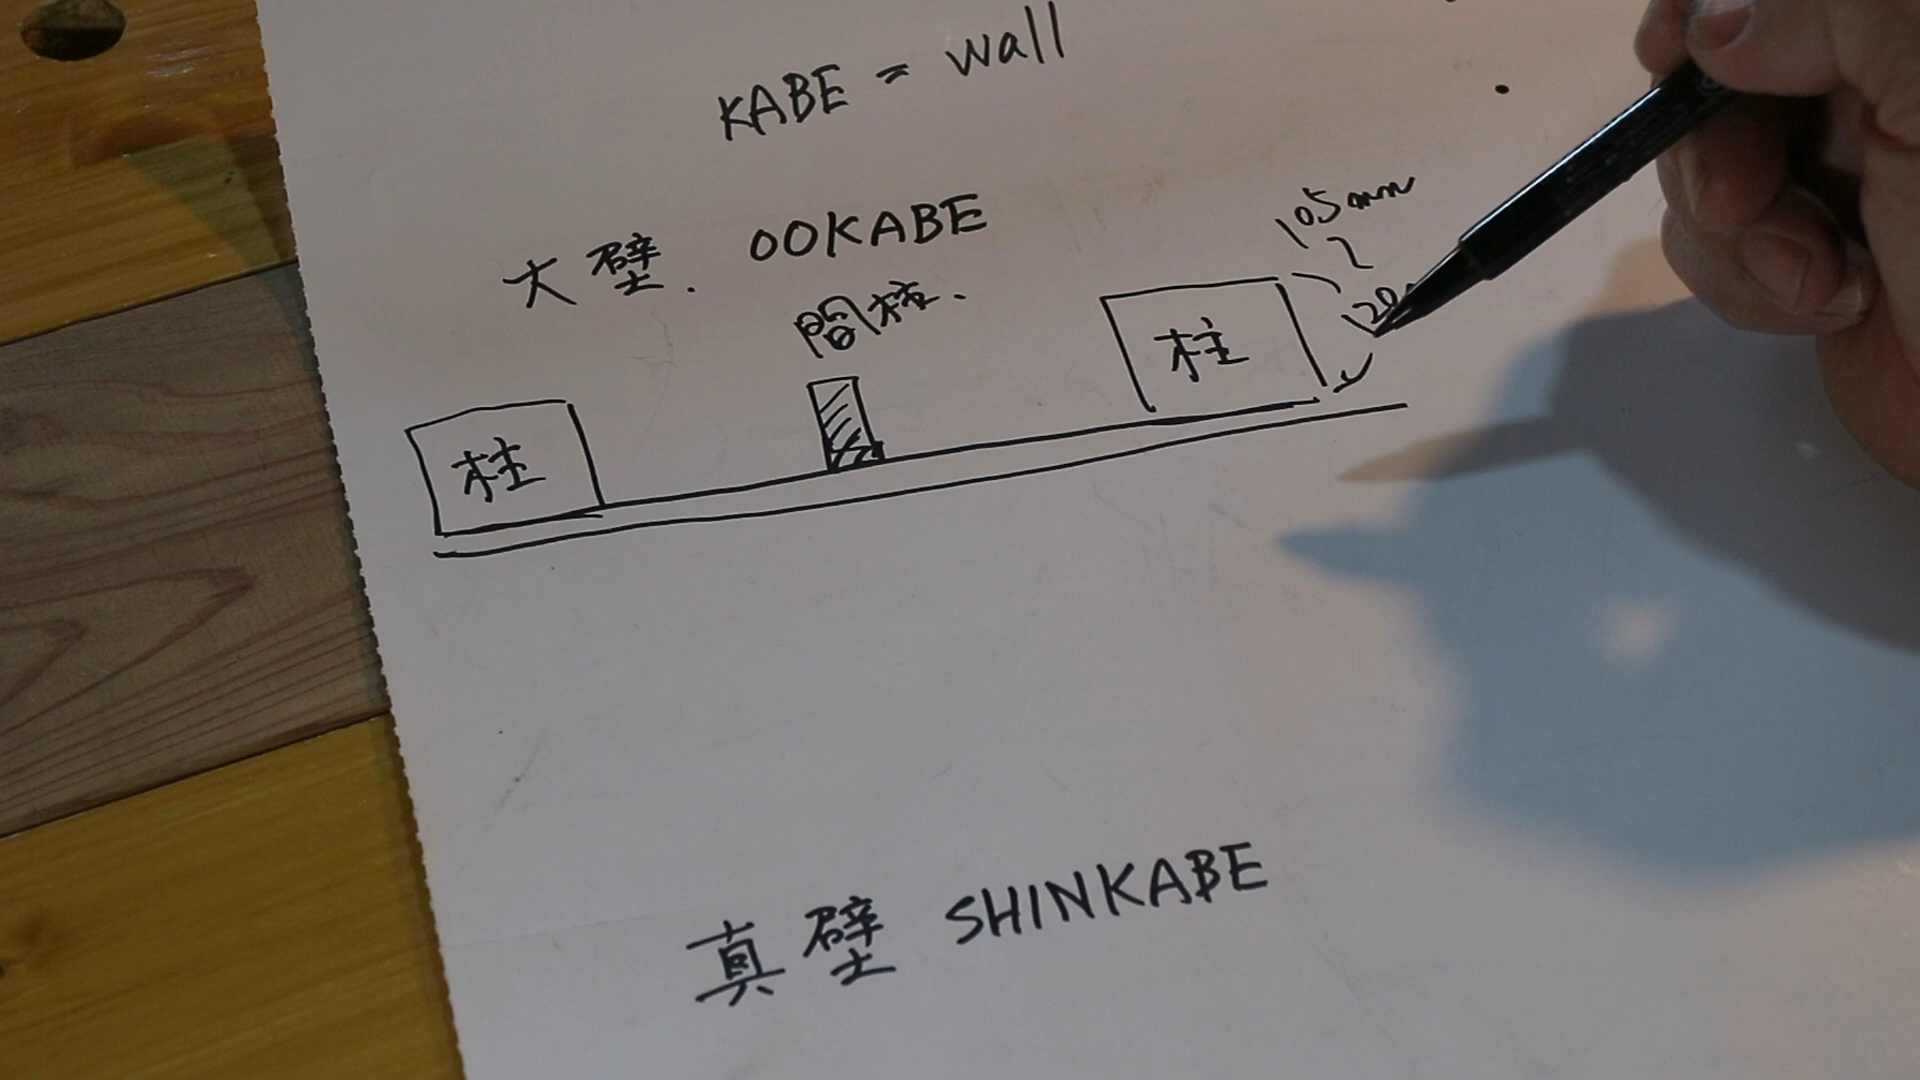 KABE = wall
大壁. OOKABE
105mm
〜
間柱.
柱
柱
真壁 SHINKABE